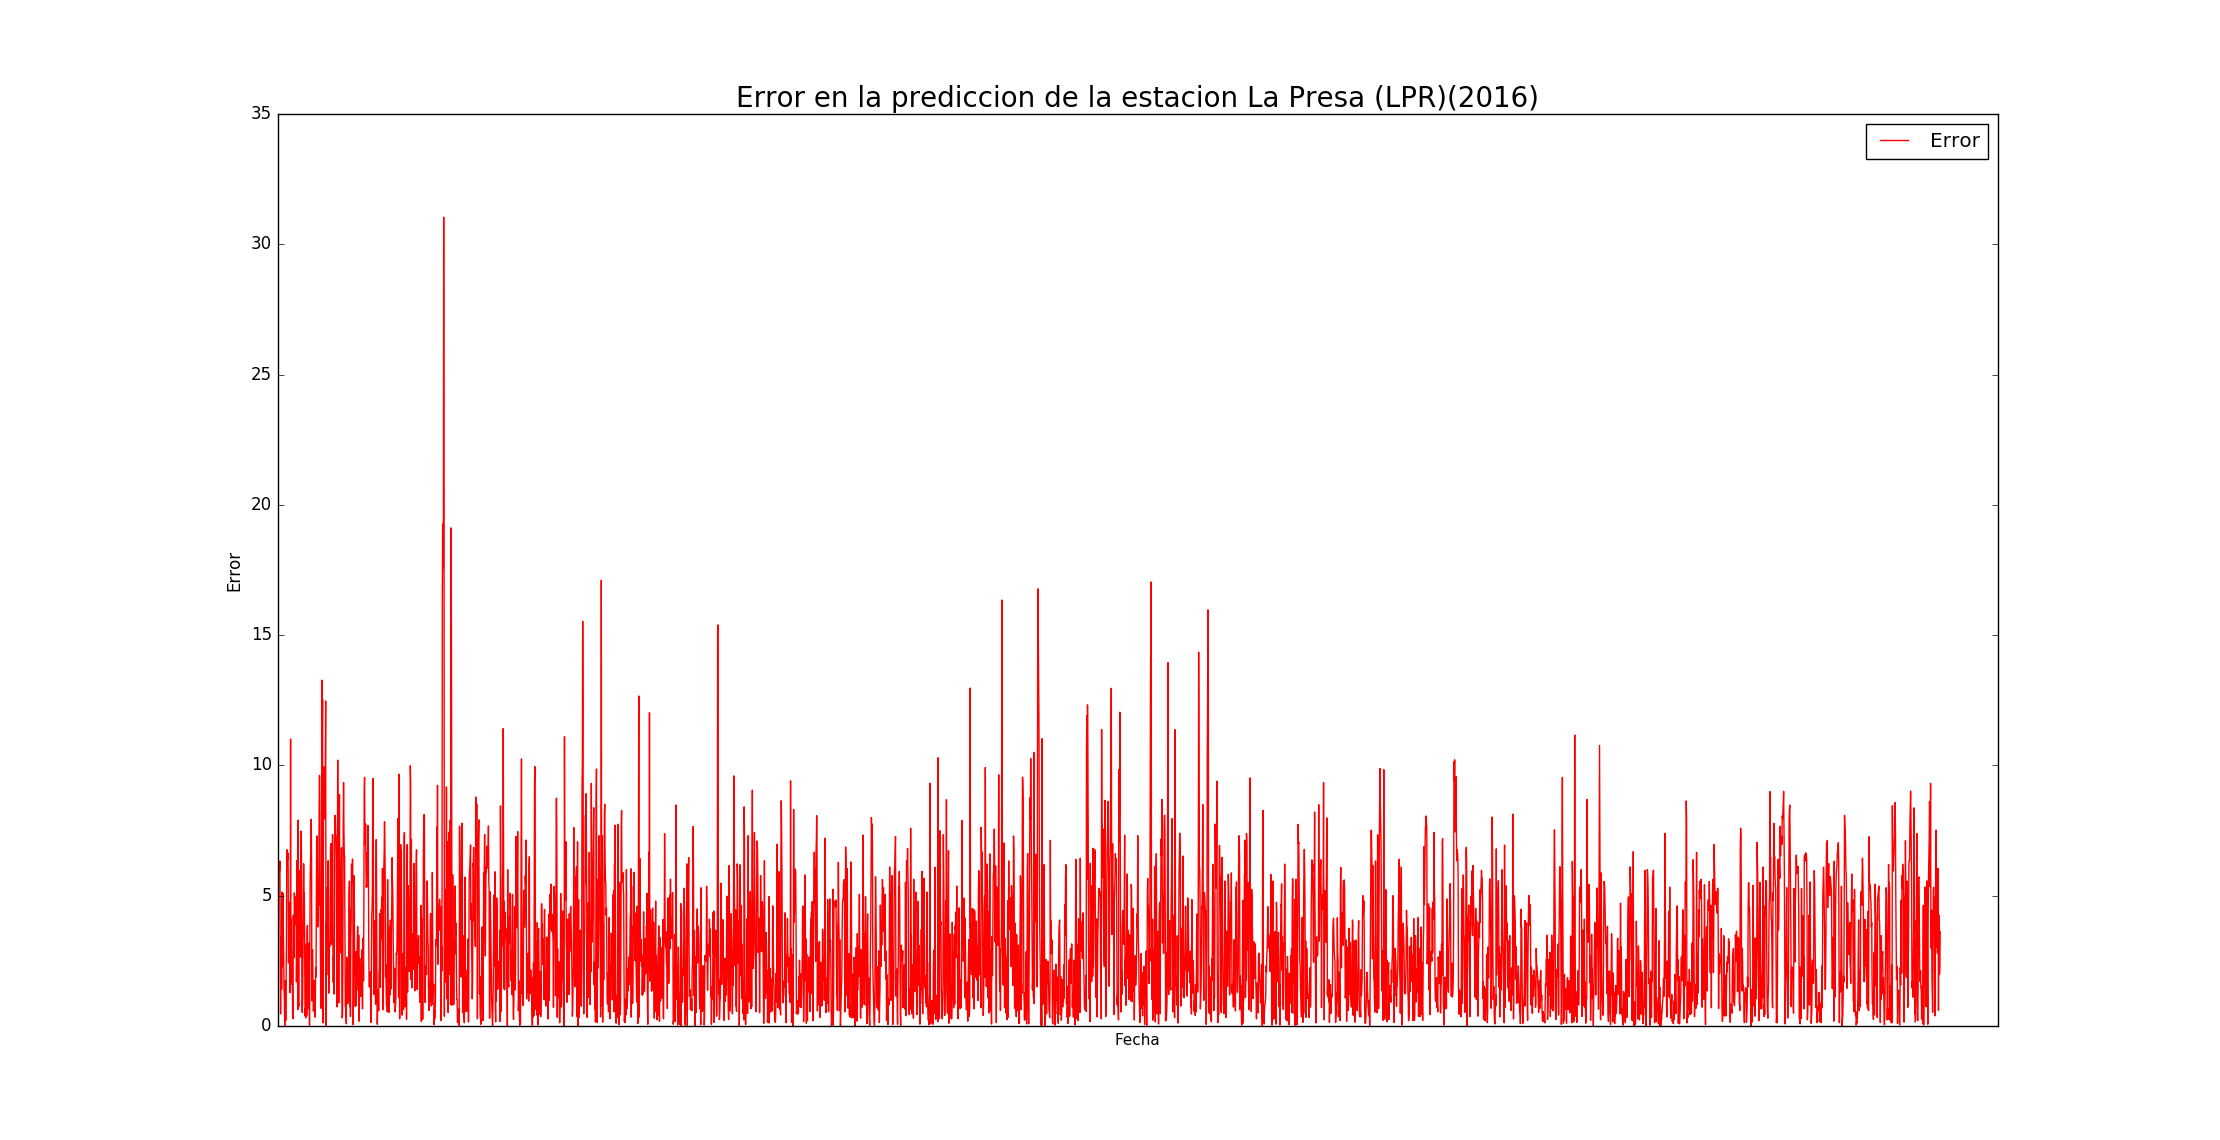 Error en la prediccion de la estacion La Presa (LPR)(2016)
35
Error
30
25
20
Error
15
10
5
0
Fecha